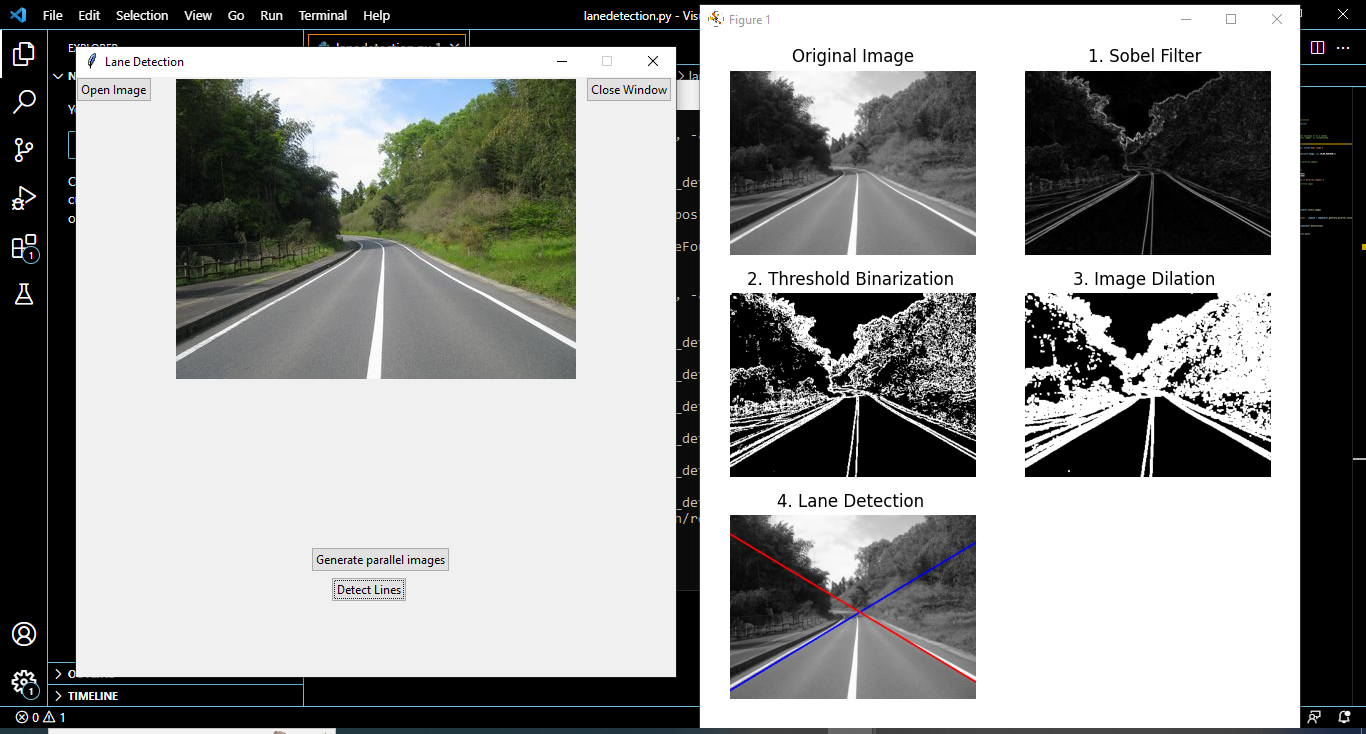 File Edit Selection View Go Run Terminal Help
lanedetection.py - Vis
Lane Detection
Open Image
Close Window
Generate parallel images
Detect Lines
TIMELINE
0 1
1
1
Figure 1
Original Image
1. Sobel Filter
2. Threshold Binarization
3. Image Dilation
4. Lane Detection